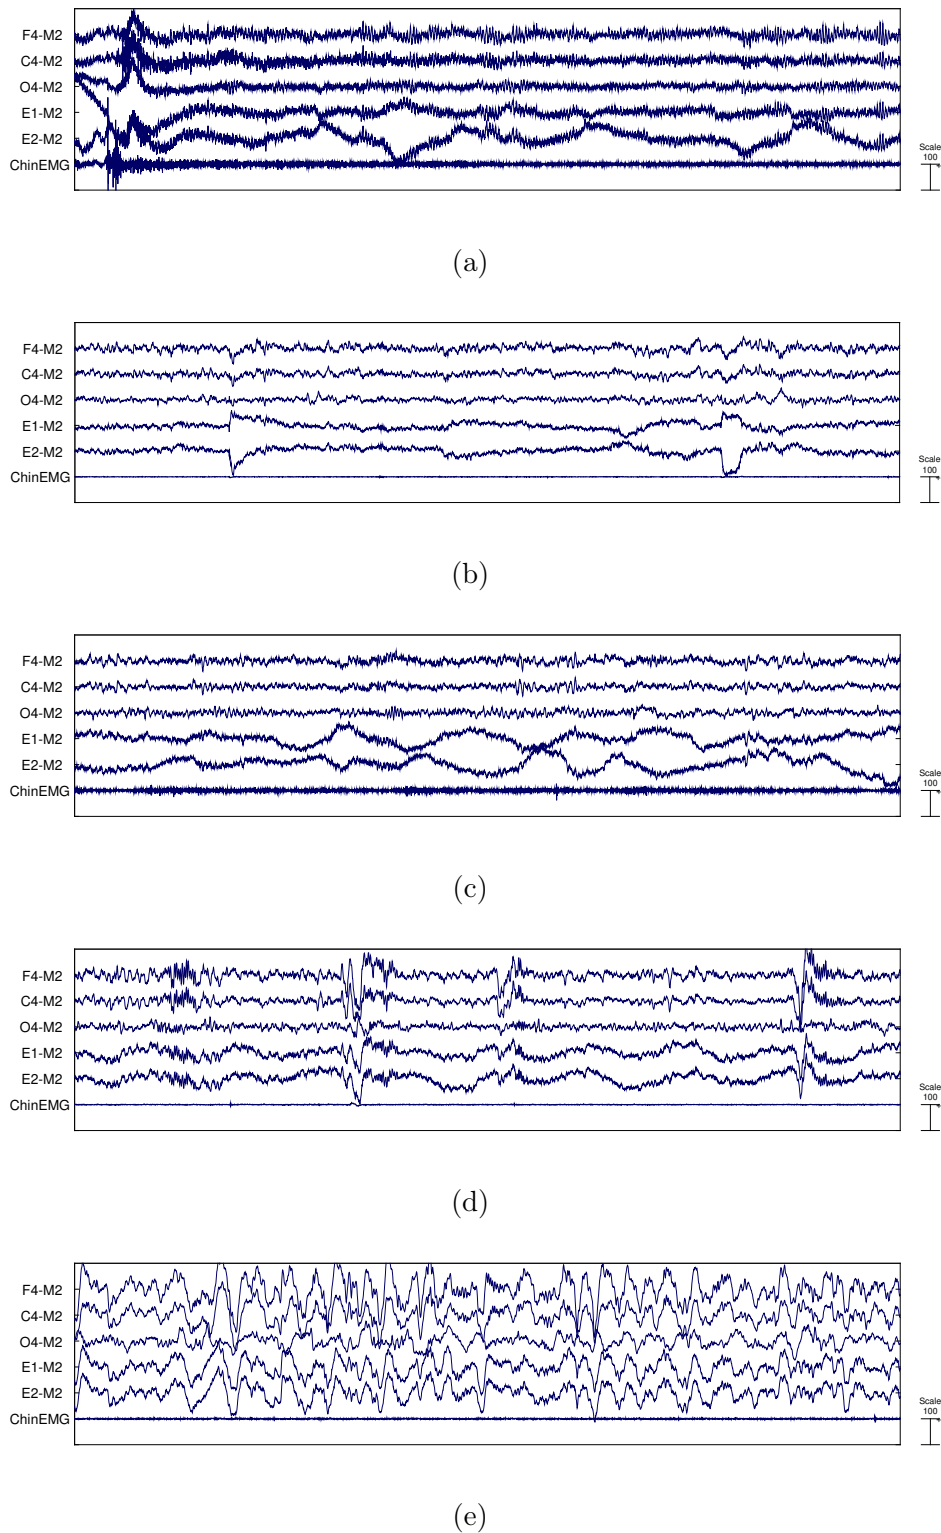 F4-M2
C4-M2
O4-M2
E1-M2
E2-M2
ChinEMG
Scale
100
(a)
F4-M2
C4-M2
O4-M2
E1-M2
E2-M2
ChinEMG
Scale
100
(b)
F4-M2
C4-M2
O4-M2
E1-M2
E2-M2
ChinEMG
Scale
100
(c)
F4-M2
C4-M2
O4-M2
E1-M2
E2-M2
ChinEMG
Scale
100
(d)
F4-M2
C4-M2
O4-M2
E1-M2
E2-M2
ChinEMG
Scale
100
(e)